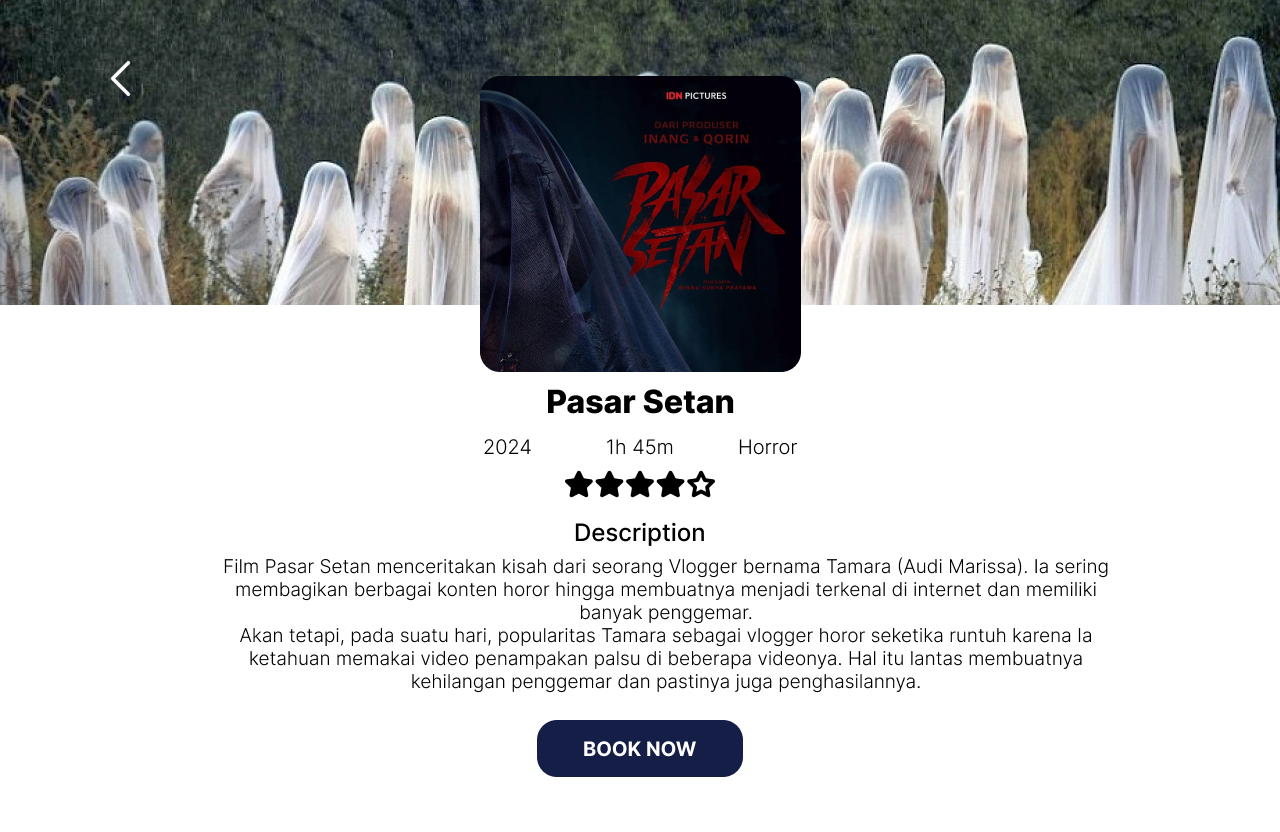 IDN PICTURES
DARI PRODUSER
INANG & QORIN
PASAR
SETAN
Pasar Setan
2024 1h 45m Horror
Description
Film Pasar Setan menceritakan kisah dari seorang Vlogger bernama Tamara (Audi Marissa). Ia sering
membagikan berbagai konten horor hingga membuatnya menjadi terkenal di internet dan memiliki
banyak penggemar.
Akan tetapi, pada suatu hari, popularitas Tamara sebagai vlogger horor seketika runtuh karena Ia
ketahuan memakai video penampakan palsu di beberapa videonya. Hal itu lantas membuatnya
kehilangan penggemar dan pastinya juga penghasilannya.
BOOK NOW